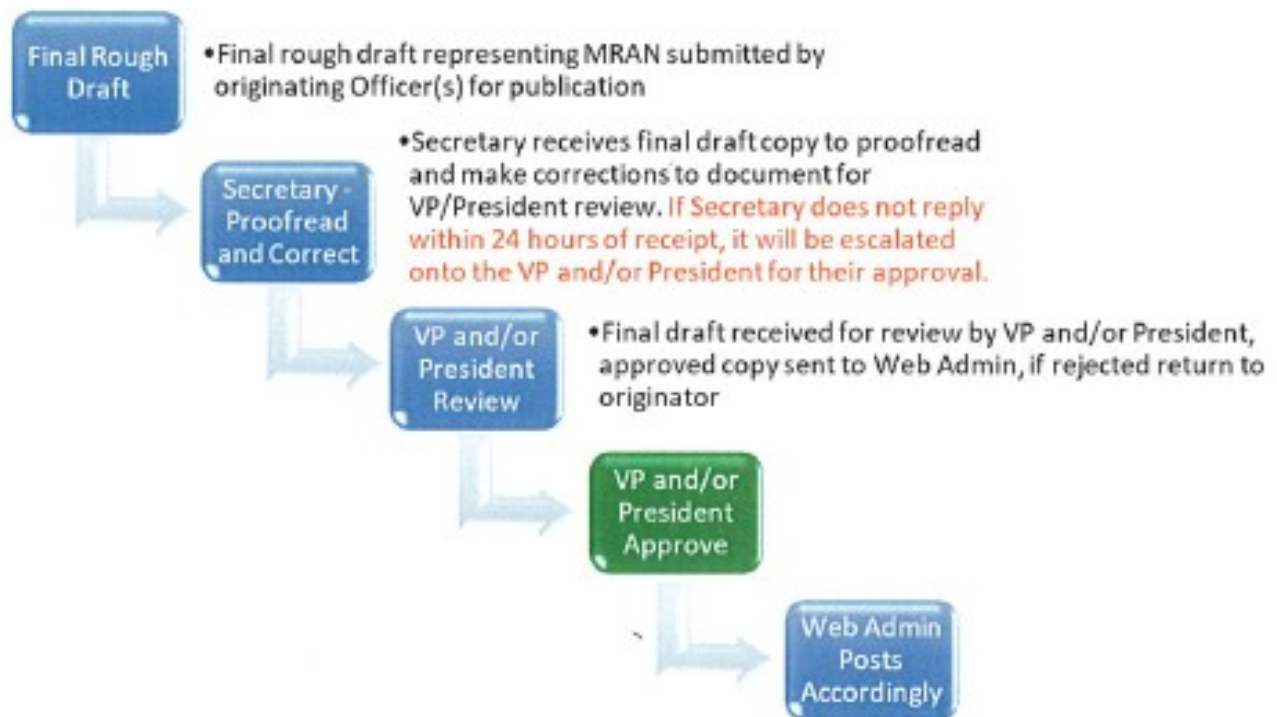 Final Rough
Draft
•Final rough draft representing MRAN submitted by
originating Officer(s) for publication
Secretary -
Proofread
and Correct
•Secretary receives final draft copy to proofread
and make corrections to document for
VP/President review. If Secretary does not reply
within 24 hours of receipt, it will be escalated
onto the VP and/or President for their approval.
VP and/or
President
Review
•Final draft received for review by VP and/or President,
approved copy sent to Web Admin, if rejected return to
originator
VP and/or
President
Approve
Web Admin
Posts
Accordingly